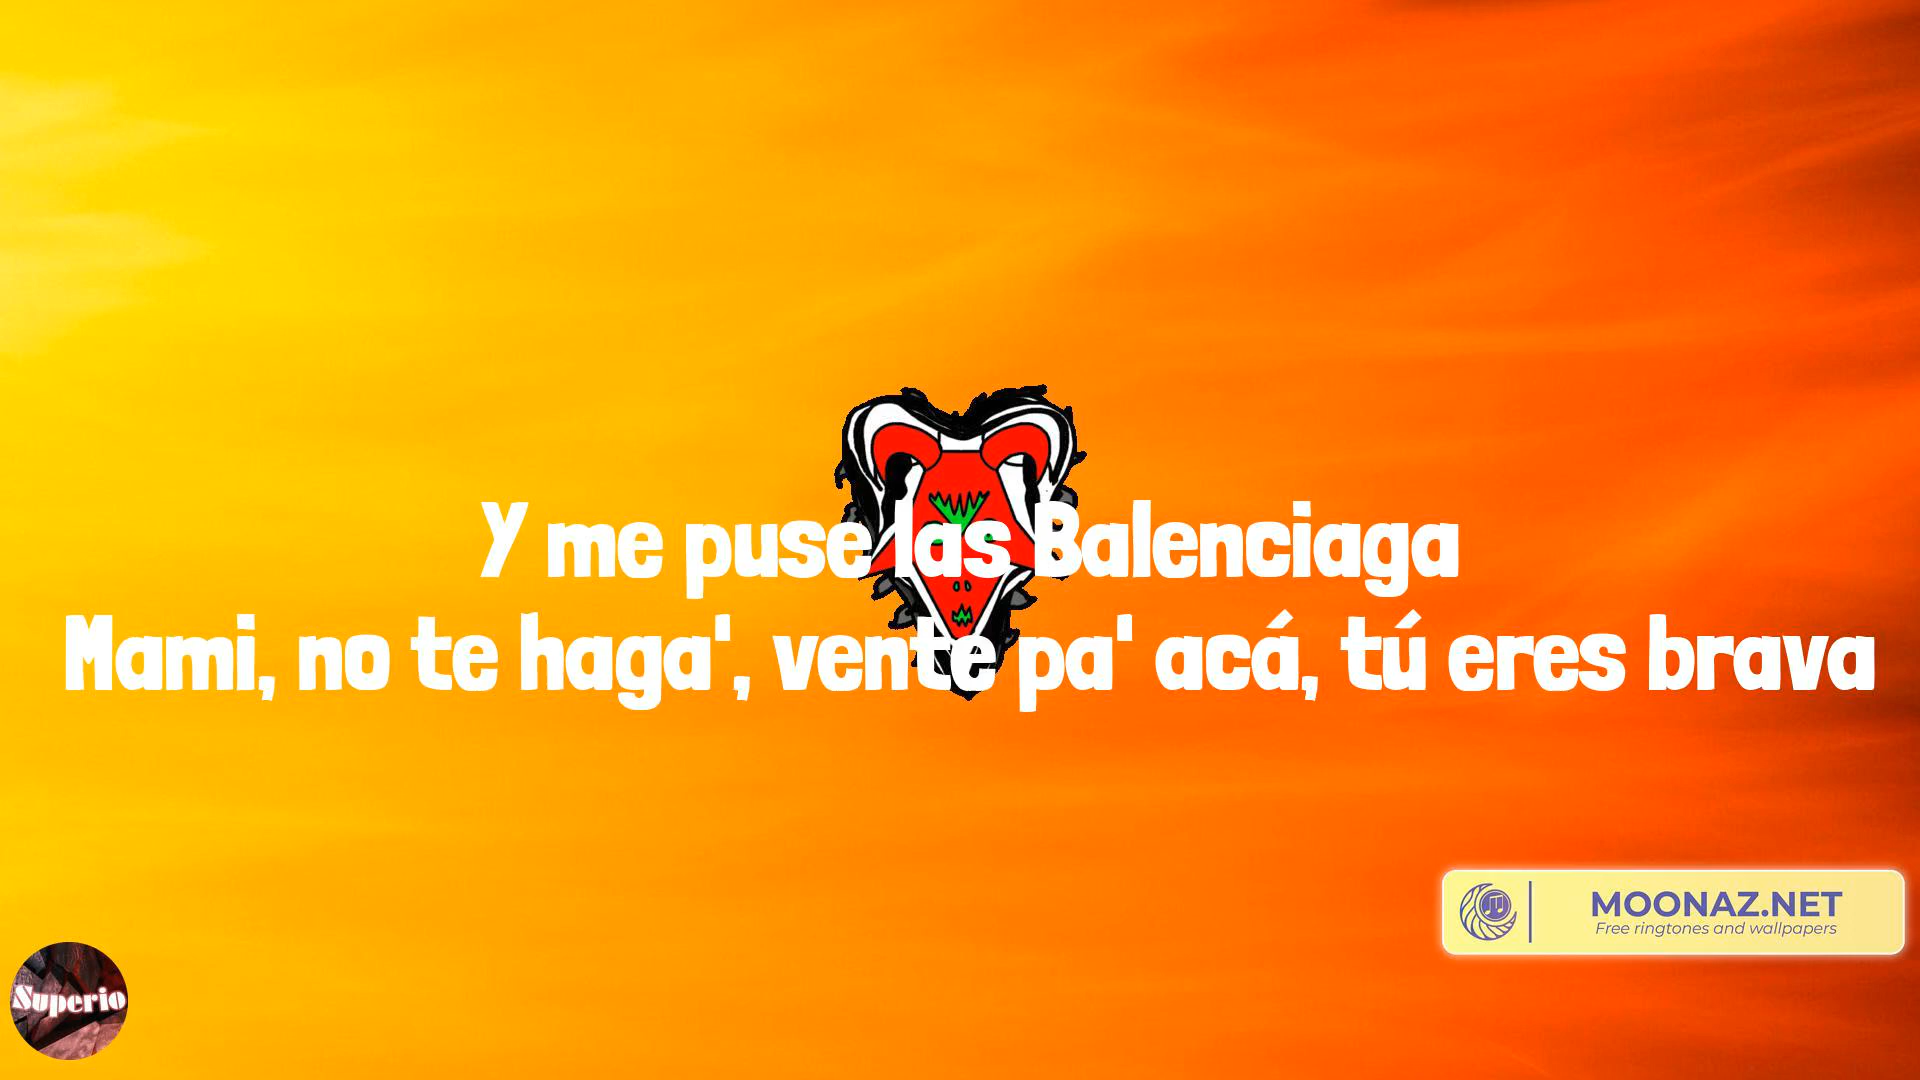 Y me puse las Balenciaga
Mami, no te haga', vente pa' acá, tú eres brava
MOONAZ.NET
Free ringtones and wallpapers
Superio